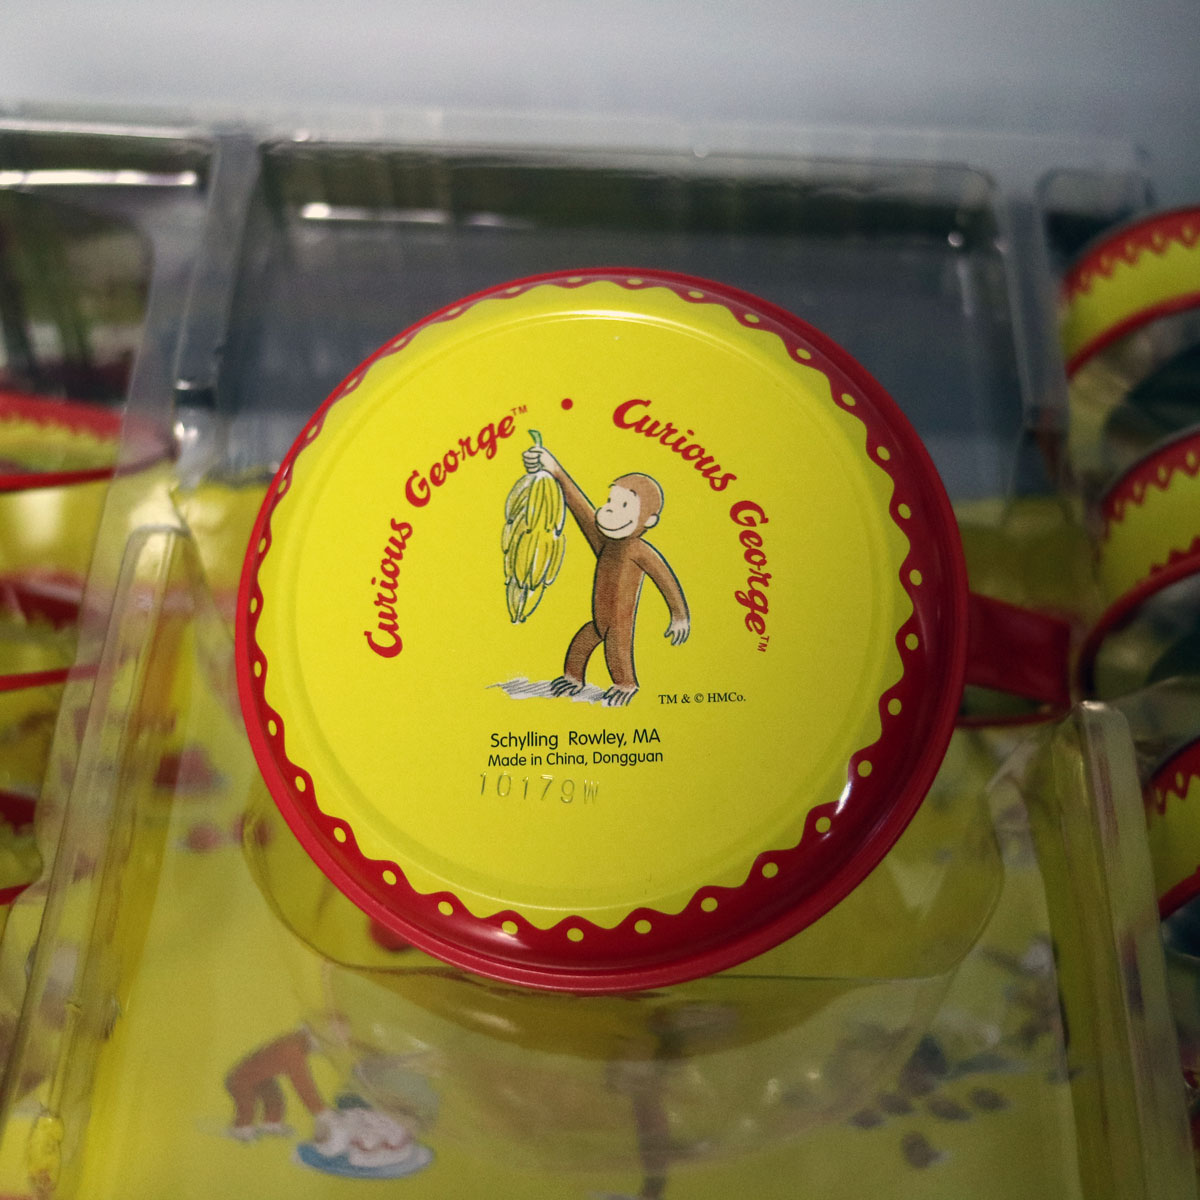 Curious George™ • Curious George™
TM & © HMCo.
Schylling Rowley, MA
Made in China, Dongguan
10179W